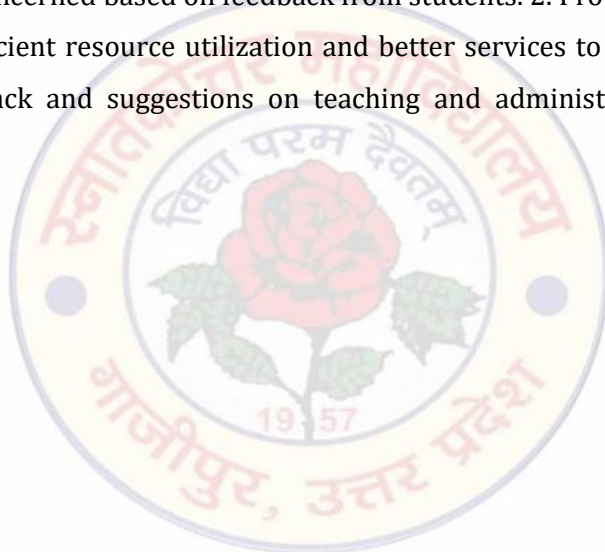 ncerned based on feedback from students. 2. Pro
cient resource utilization and better services to
ck and suggestions on teaching and administ
स्नातकोत्तर महाविद्यालय
विद्या परम दैवतम्
19 57
गाजीपुर, उत्तर प्रदेश